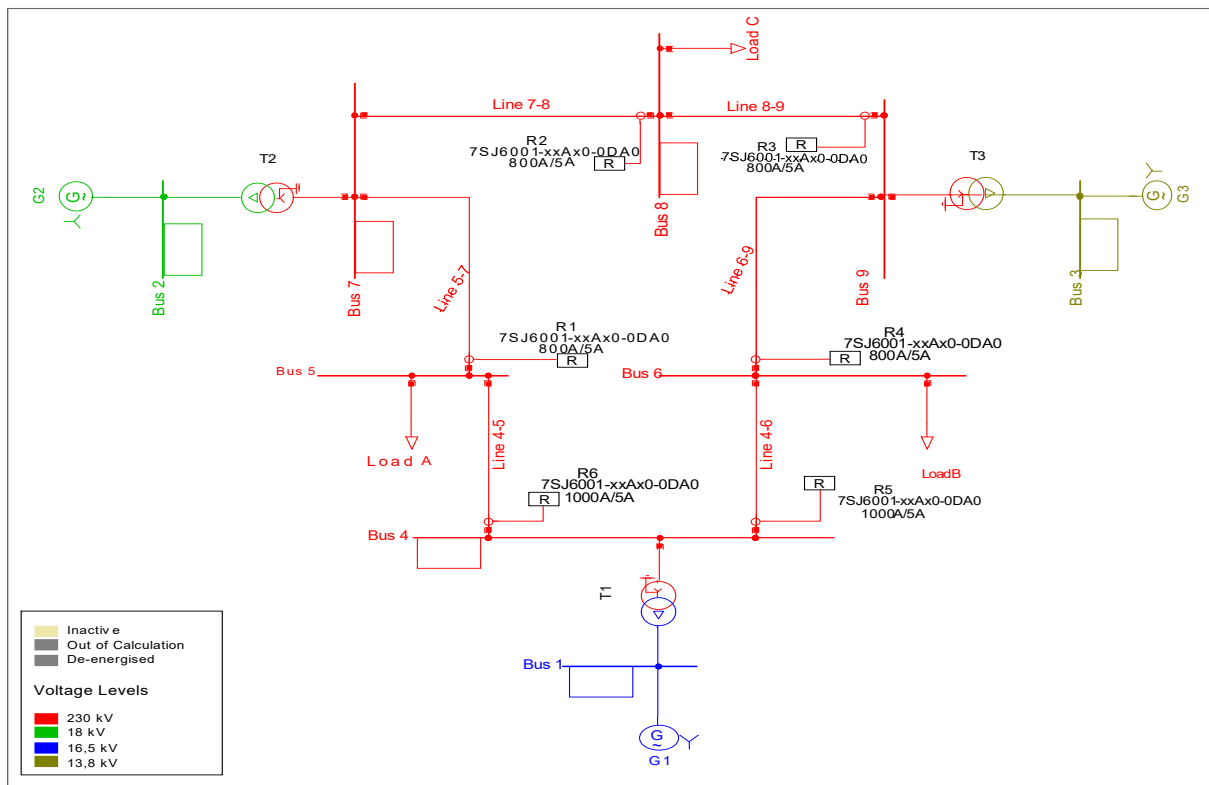 Load C
Line 7-8
Line 8-9
R2
7SJ6001-xxAx0-0DA0
800A/5A
R
R3
R
7SJ6001-xxAx0-0DA0
800A/5A
T2
T3
G2
G
~
G
~
G3
Bus 2
Bus 7
Bus 8
Bus 9
Bus 3
Line 5-7
Line 6-9
R1
7SJ6001-xxAx0-0DA0
800A/5A
R
R4
7SJ6001-xxAx0-0DA0
800A/5A
R
Bus 5
Bus 6
Load A
Line 4-5
Line 4-6
LoadB
R6
7SJ6001-xxAx0-0DA0
1000A/5A
R
R
R5
7SJ6001-xxAx0-0DA0
1000A/5A
Bus 4
T1
Bus 1
G
~
G1
Inactive
Out of Calculation
De-energised
Voltage Levels
230 kV
18 kV
16,5 kV
13,8 kV